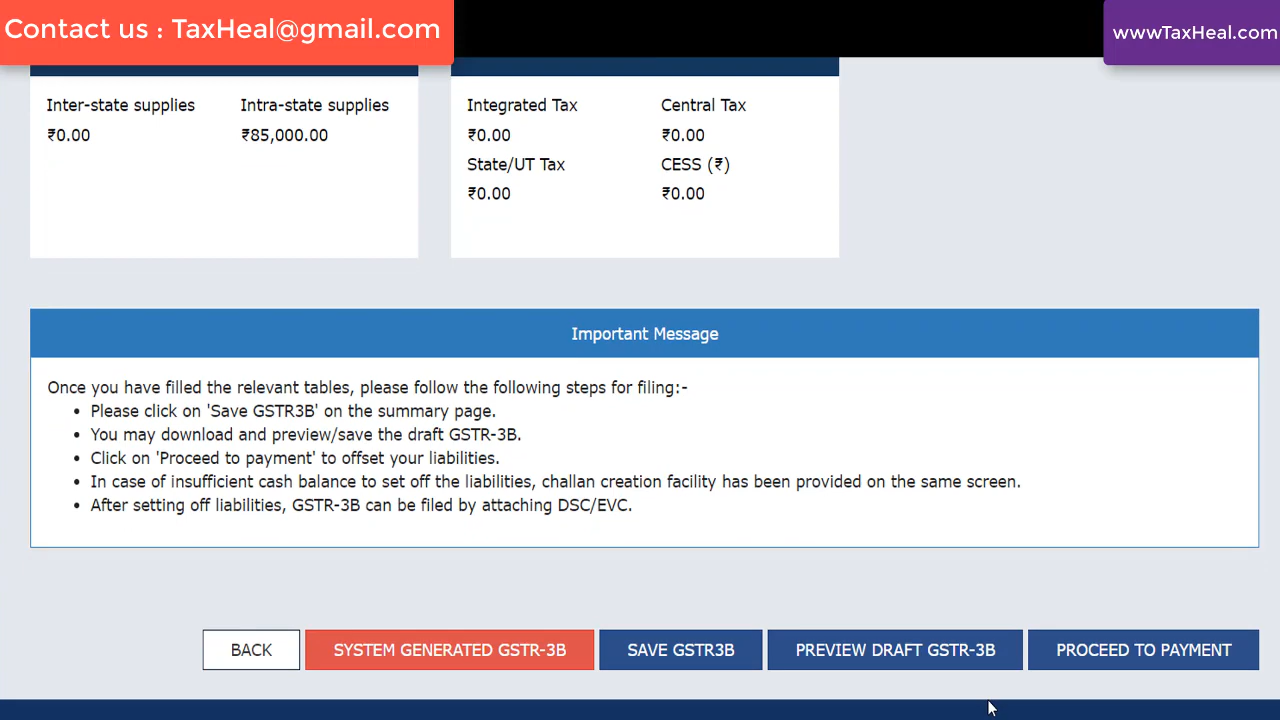 Contact us : TaxHeal@gmail.com
wwwTaxHeal.com
Inter-state supplies
Intra-state supplies
₹0.00
₹85,000.00
Integrated Tax
Central Tax
₹0.00
₹0.00
State/UT Tax
CESS (₹)
₹0.00
₹0.00
Important Message
Once you have filled the relevant tables, please follow the following steps for filing:-
• Please click on 'Save GSTR3B' on the summary page.
• You may download and preview/save the draft GSTR-3B.
• Click on 'Proceed to payment' to offset your liabilities.
• In case of insufficient cash balance to set off the liabilities, challan creation facility has been provided on the same screen.
• After setting off liabilities, GSTR-3B can be filed by attaching DSC/EVC.
BACK
SYSTEM GENERATED GSTR-3B
SAVE GSTR3B
PREVIEW DRAFT GSTR-3B
PROCEED TO PAYMENT